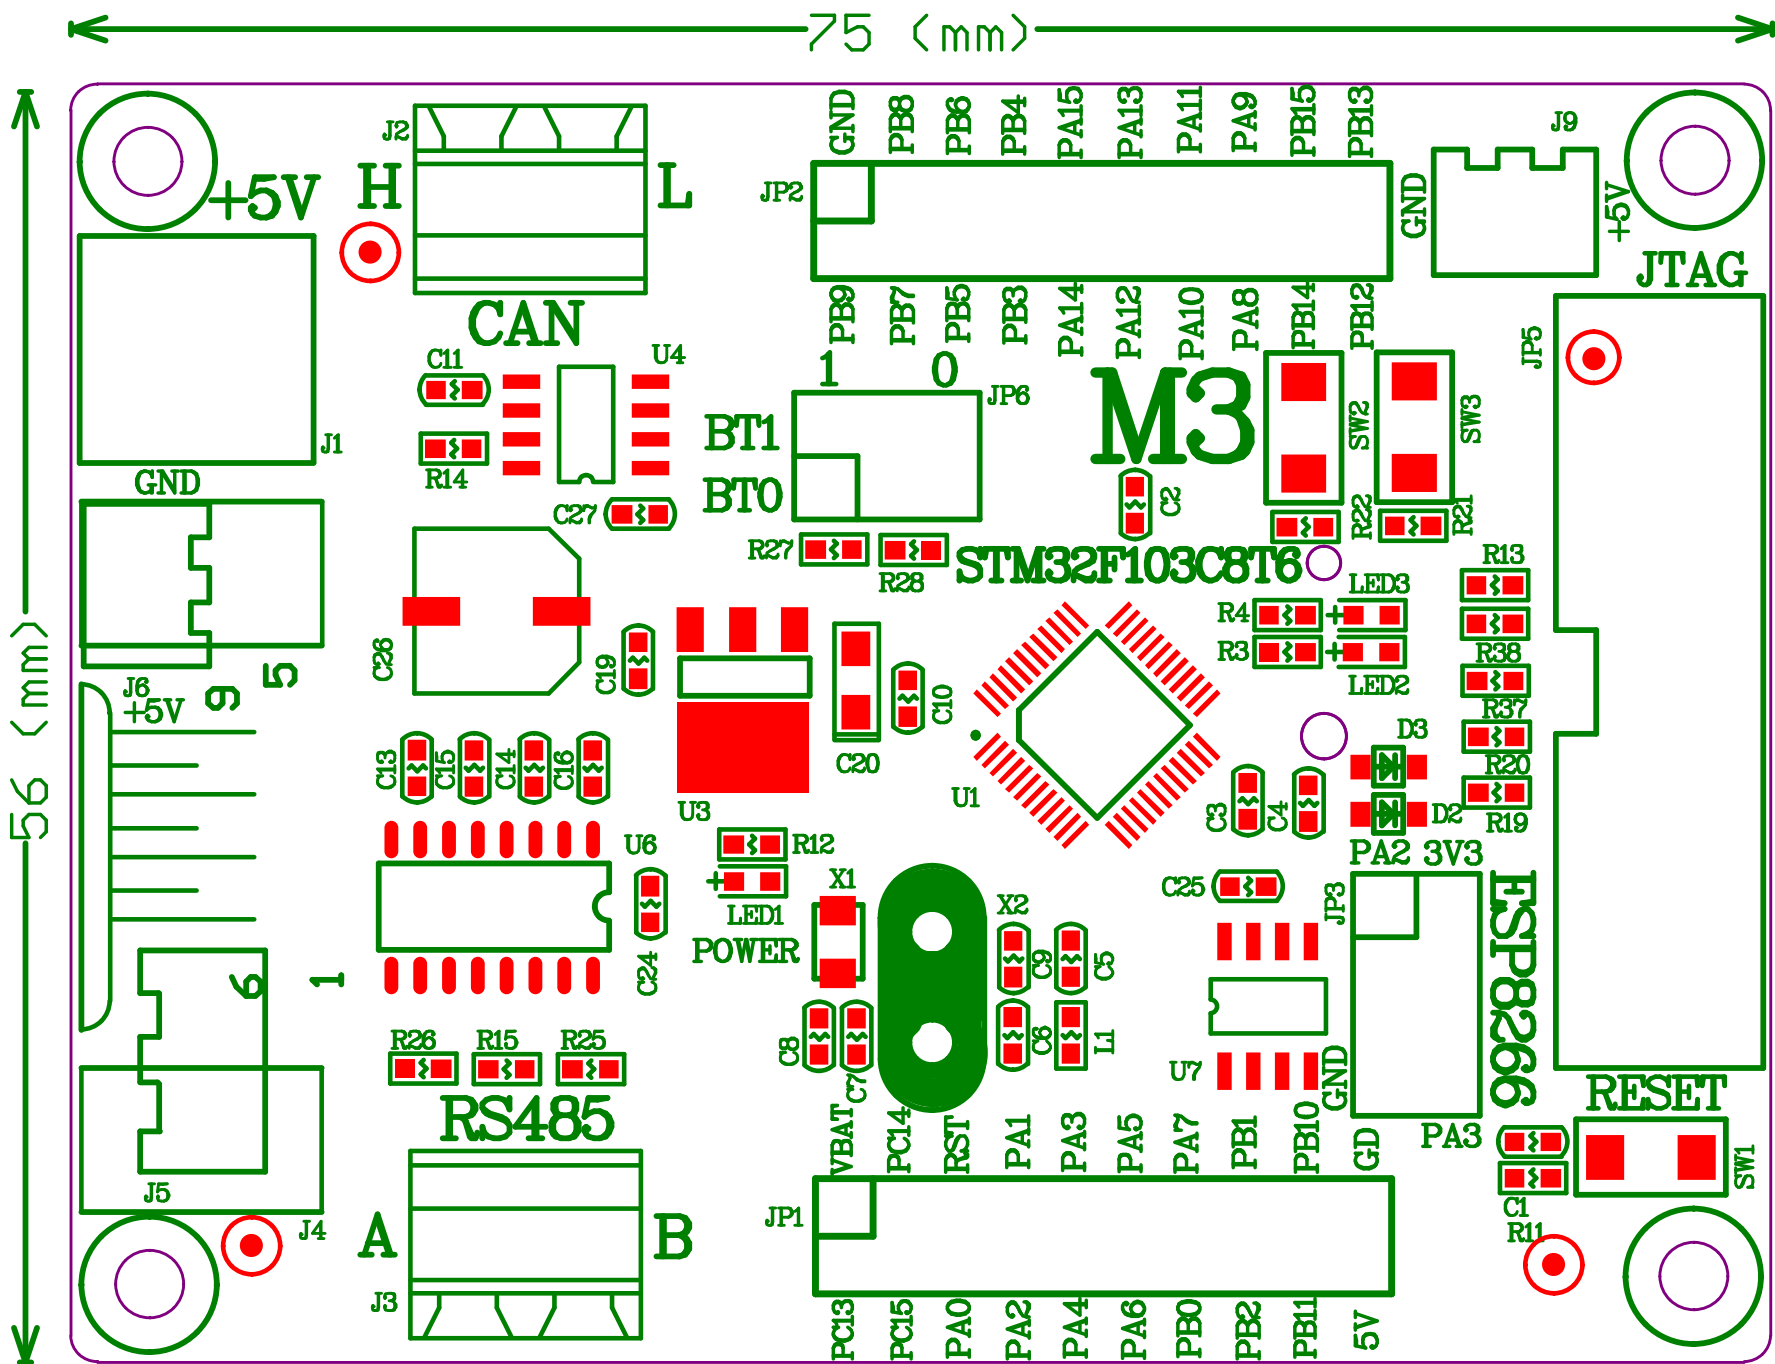 75 (mm)
56 (mm)
GND
PB8
PB6
PB4
PA15
PA13
PA11
PA9
PB15
PB13
J9
J2
H
L
JP2
GND
+5V
+5V
JTAG
PB9
PB7
PB5
PB3
PA14
PA12
PA10
PA8
PB14
PB12
CAN
C11
U4
1
0
JP6
JP5
M3
SW2
SW3
J1
BT1
R14
GND
BT0
C27
C2
R22
R21
R27
R28
STM32F103C8T6
R13
LED3
R4
R3
R38
C26
C19
5
J6
9
LED2
+5V
C10
R37
D3
C13
C15
C14
C16
C20
R20
U3
U1
C3
C4
D2
R19
U6
R12
PA2
3V3
X1
C25
LED1
X2
JP3
ESP8266
POWER
6
1
C24
C9
C5
R26
R15
R25
C8
C7
C6
L1
U7
GND
RESET
RS485
VBAT
PC14
RST
PA1
PA3
PA5
PA7
PB1
PB10
GD
PA3
SW1
J5
C1
JP1
A
B
J4
R11
J3
PC13
PC15
PA0
PA2
PA4
PA6
PB0
PB2
PB11
5V